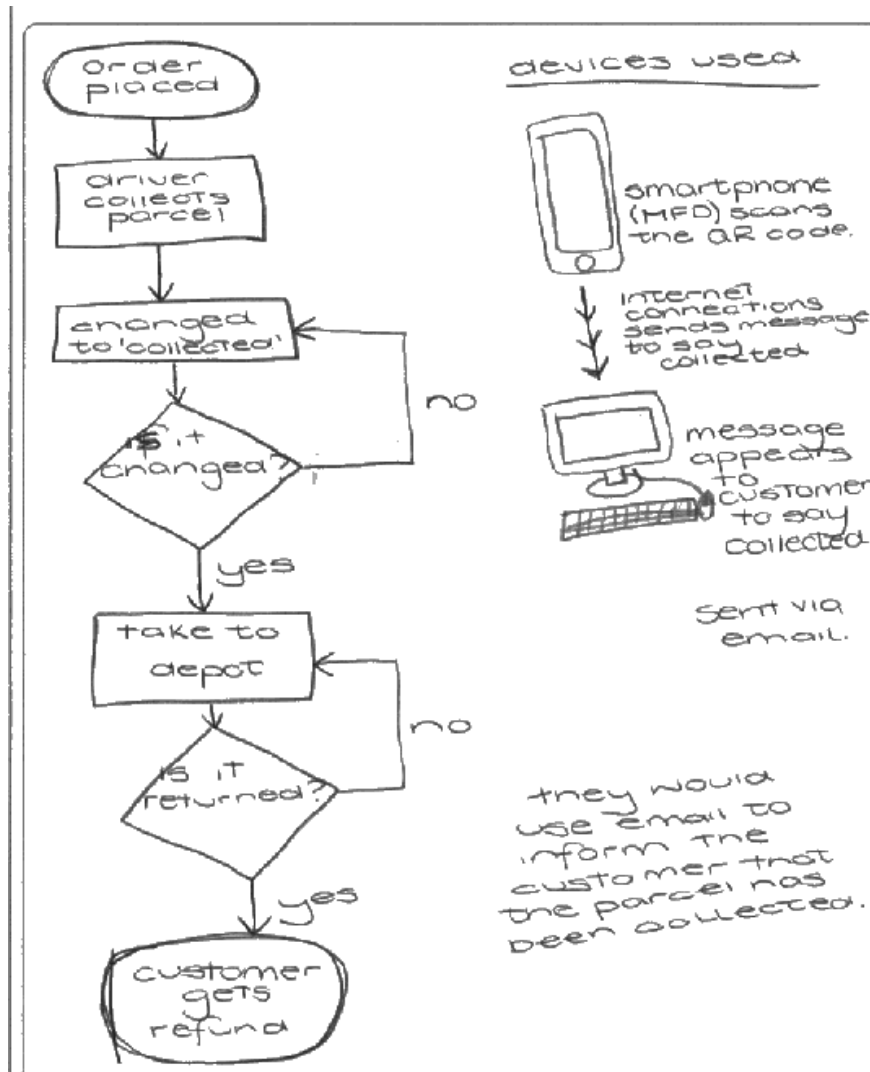 order
placed
driver
collects
parcel
changed
to 'collected'
is it
changed?
no
yes
take to
depot
no
is it
returned?
yes
customer
gets
refund
devices used
smartphone
(MFD) scans
the QR code.
internet
connections
sends message
to say
collected
message
appears
to
customer
to say
collected
sent via
email.
they would
use email to
inform the
customer that
the parcel has
been collected.